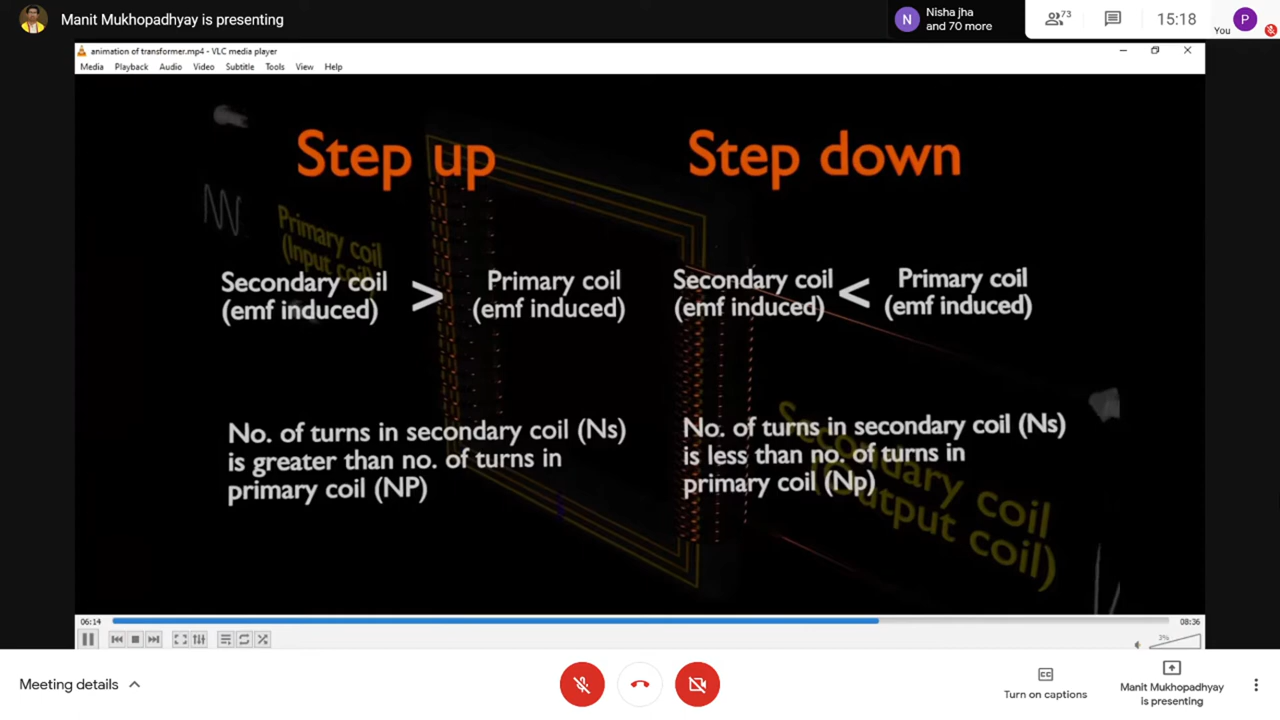 Manit Mukhopadhyay is presenting
N
Nisha jha
and 70 more
73
15:18
You
P
animation of transformer.mp4 - VLC media player
Media Playback Audio Video Subtitle Tools View Help
Step up
Step down
Primary coil
(Input coil)
Secondary coil
(emf induced)
>
Primary coil
(emf induced)
Secondary coil
(emf induced)
<
Primary coil
(emf induced)
No. of turns in secondary coil (Ns)
is greater than no. of turns in
primary coil (NP)
No. of turns in secondary coil (Ns)
is less than no. of turns in
primary coil (Np)
Secondary coil
(Output coil)
06:14
08:36
3%
Meeting details
CC
Turn on captions
Manit Mukhopadhyay
is presenting